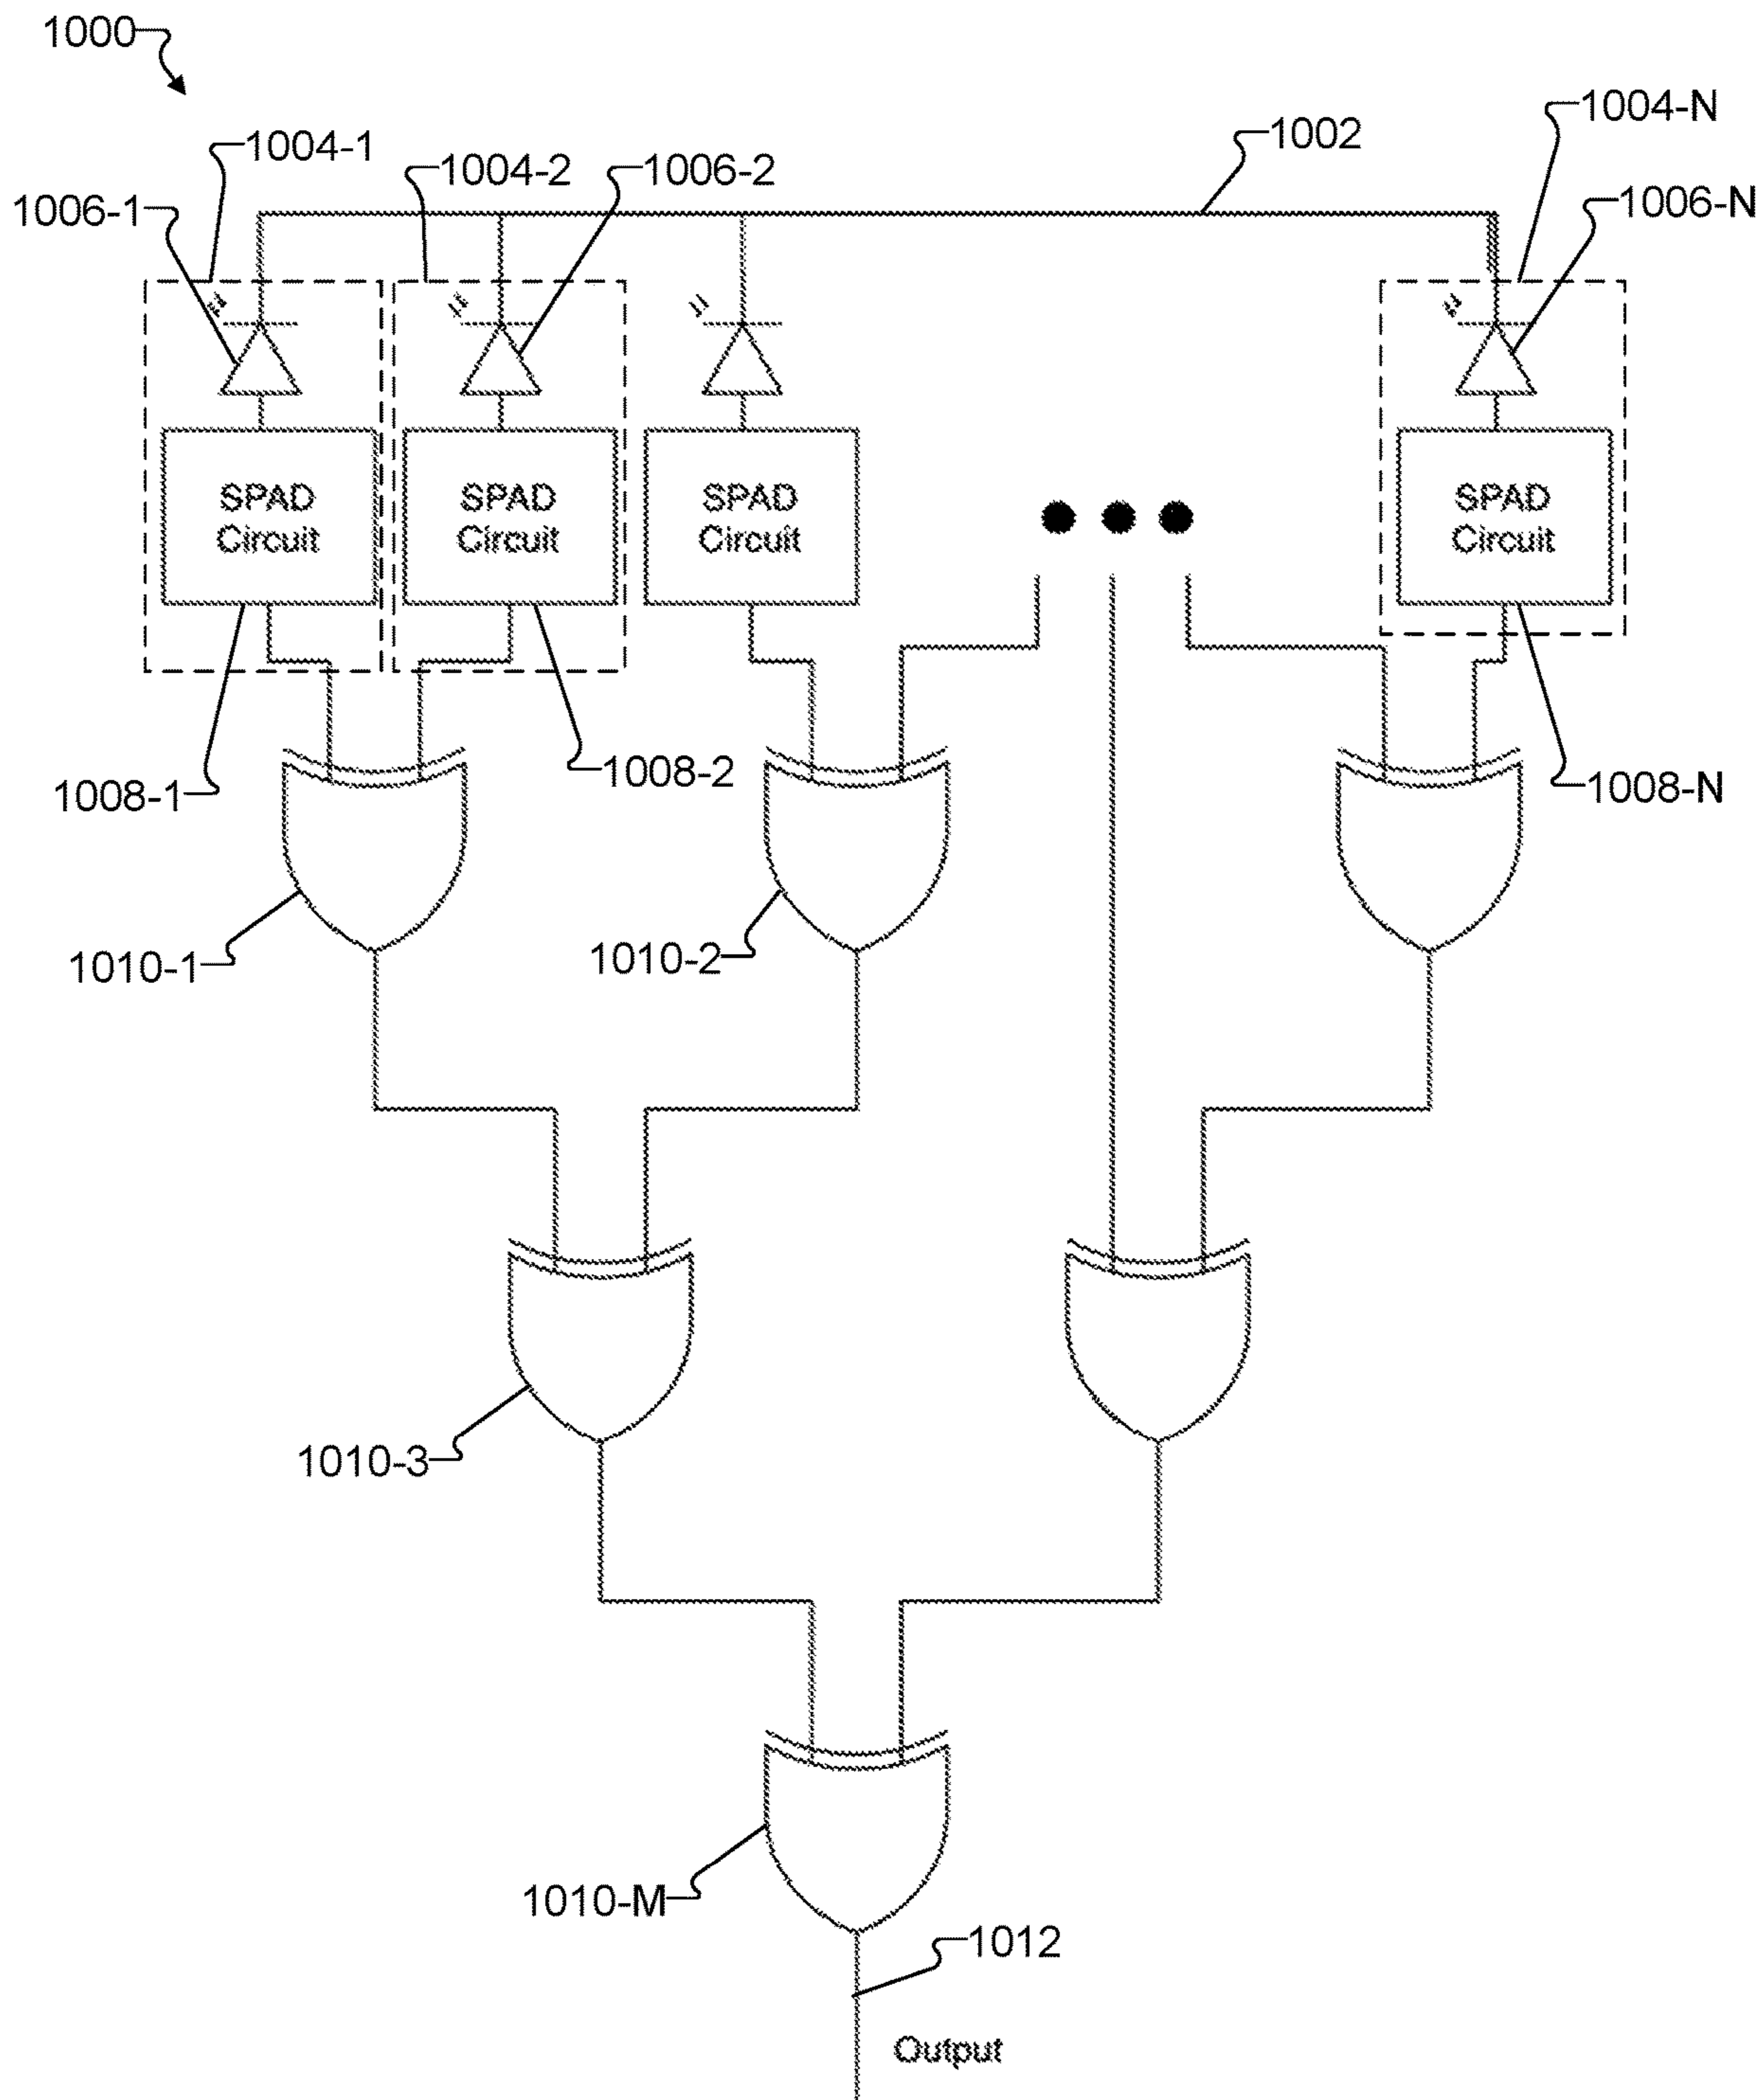 1000
1004-N
1002
1004-1
1004-2
1006-2
1006-1
1006-N
SPAD
Circuit
SPAD
Circuit
SPAD
Circuit
SPAD
Circuit
1008-1
1008-2
1008-N
1010-1
1010-2
1010-3
1010-M
1012
Output